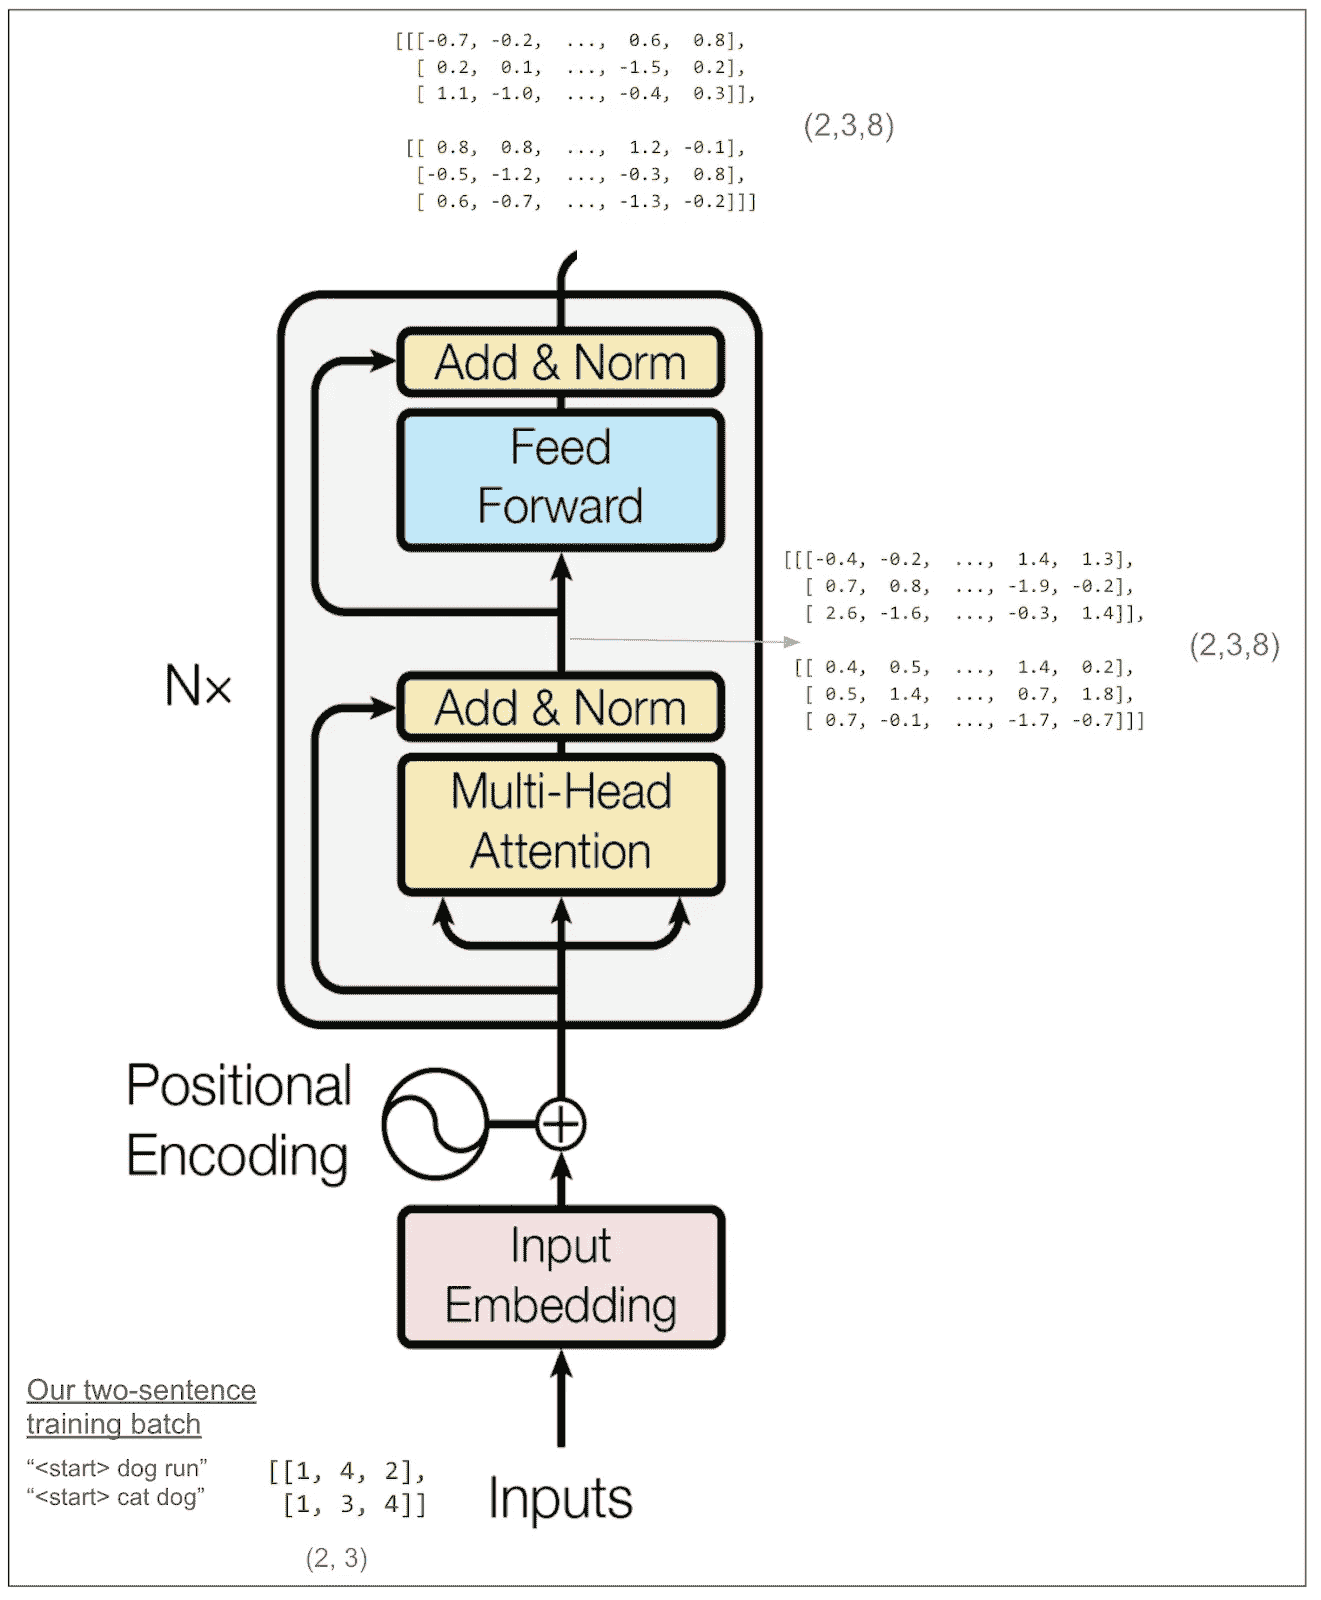 [[[-0.7, -0.2,  ...,  0.6,  0.8],
[ 0.2,  0.1,  ..., -1.5,  0.2],
[ 1.1, -1.0,  ..., -0.4,  0.3]],
(2,3,8)
[[ 0.8,  0.8,  ...,  1.2, -0.1],
[-0.5, -1.2,  ..., -0.3,  0.8],
[ 0.6, -0.7,  ..., -1.3, -0.2]]]
Add & Norm
Feed
Forward
[[[-0.4, -0.2,  ...,  1.4,  1.3],
[ 0.7,  0.8,  ..., -1.9, -0.2],
[ 2.6, -1.6,  ..., -0.3,  1.4]],
(2,3,8)
[[ 0.4,  0.5,  ...,  1.4,  0.2],
[ 0.5,  1.4,  ...,  0.7,  1.8],
[ 0.7, -0.1,  ..., -1.7, -0.7]]]
N×
Add & Norm
Multi-Head
Attention
Positional
Encoding
Input
Embedding
Our two-sentence
training batch
“<start> dog run”
“<start> cat dog”
[[1, 4, 2],
[1, 3, 4]]
(2, 3)
Inputs